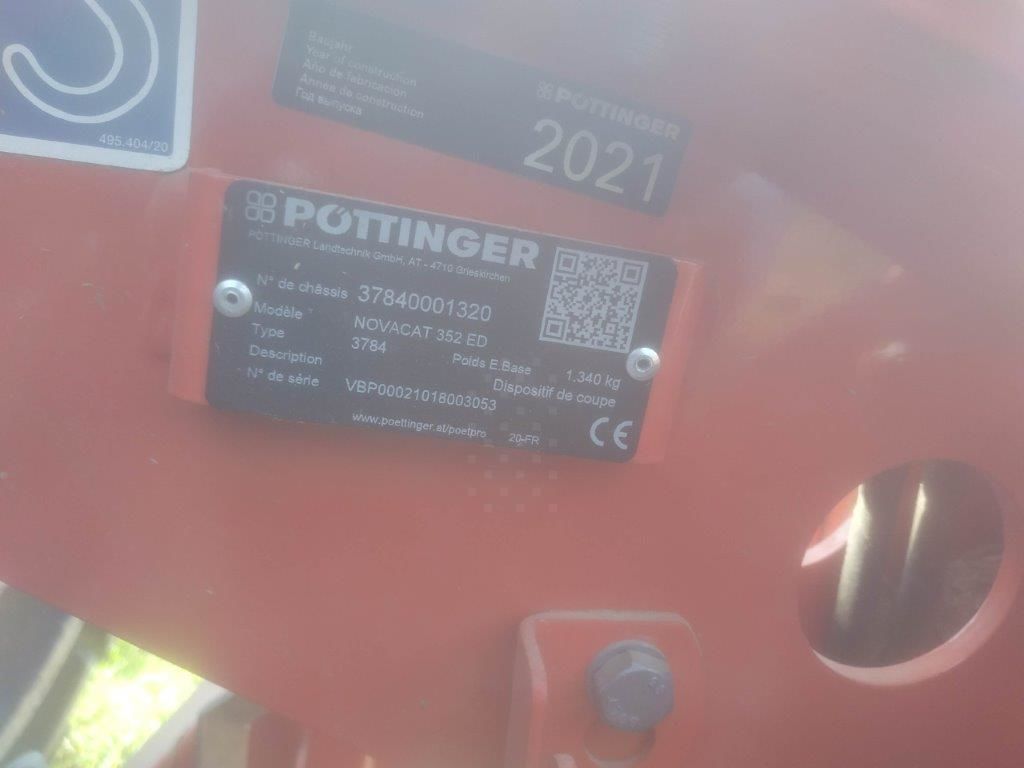 495.404/20
Baujahr
Year of construction
Año de fabricacion
Année de construction
Год выпуска
PÖTTINGER
2021
PÖTTINGER
PÖTTINGER Landtechnik GmbH, AT - 4710 Grieskirchen
N° de châssis 37840001320
Modèle NOVACAT 352 ED
Type 3784 Poids E.Base 1.340 kg
Description Dispositif de coupe
N° de série VBP00021018003053
www.poettinger.at/poetpro 20-FR CE